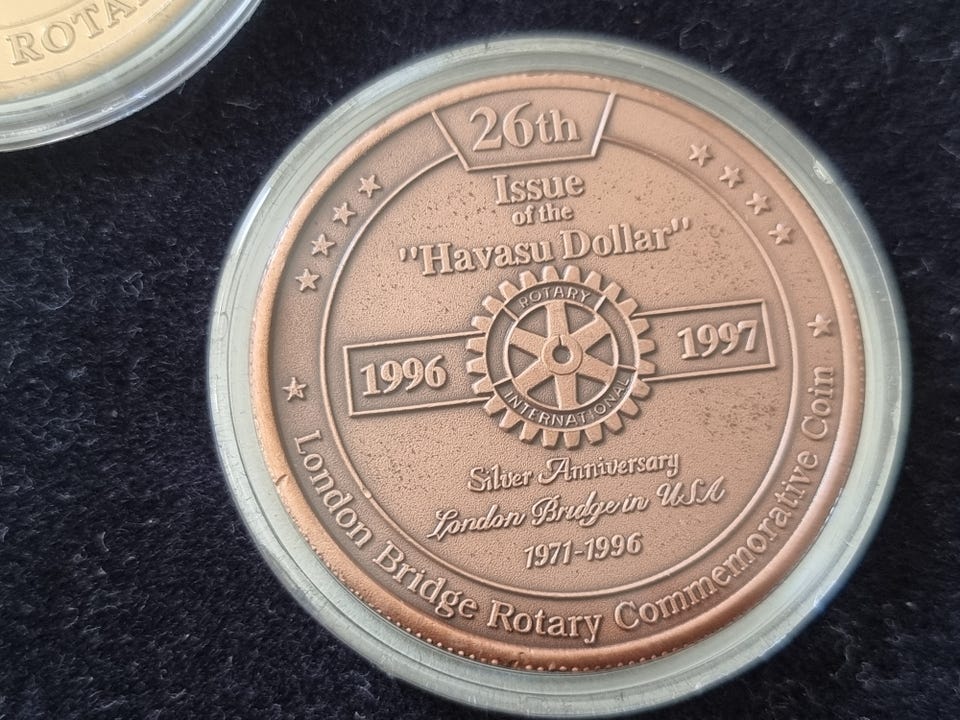 ROTA
26th
Issue
of the
"Havasu Dollar"
ROTARY
INTERNATIONAL
1996
1997
Silver Anniversary
London Bridge in USA
1971-1996
London Bridge Rotary Commemorative Coin